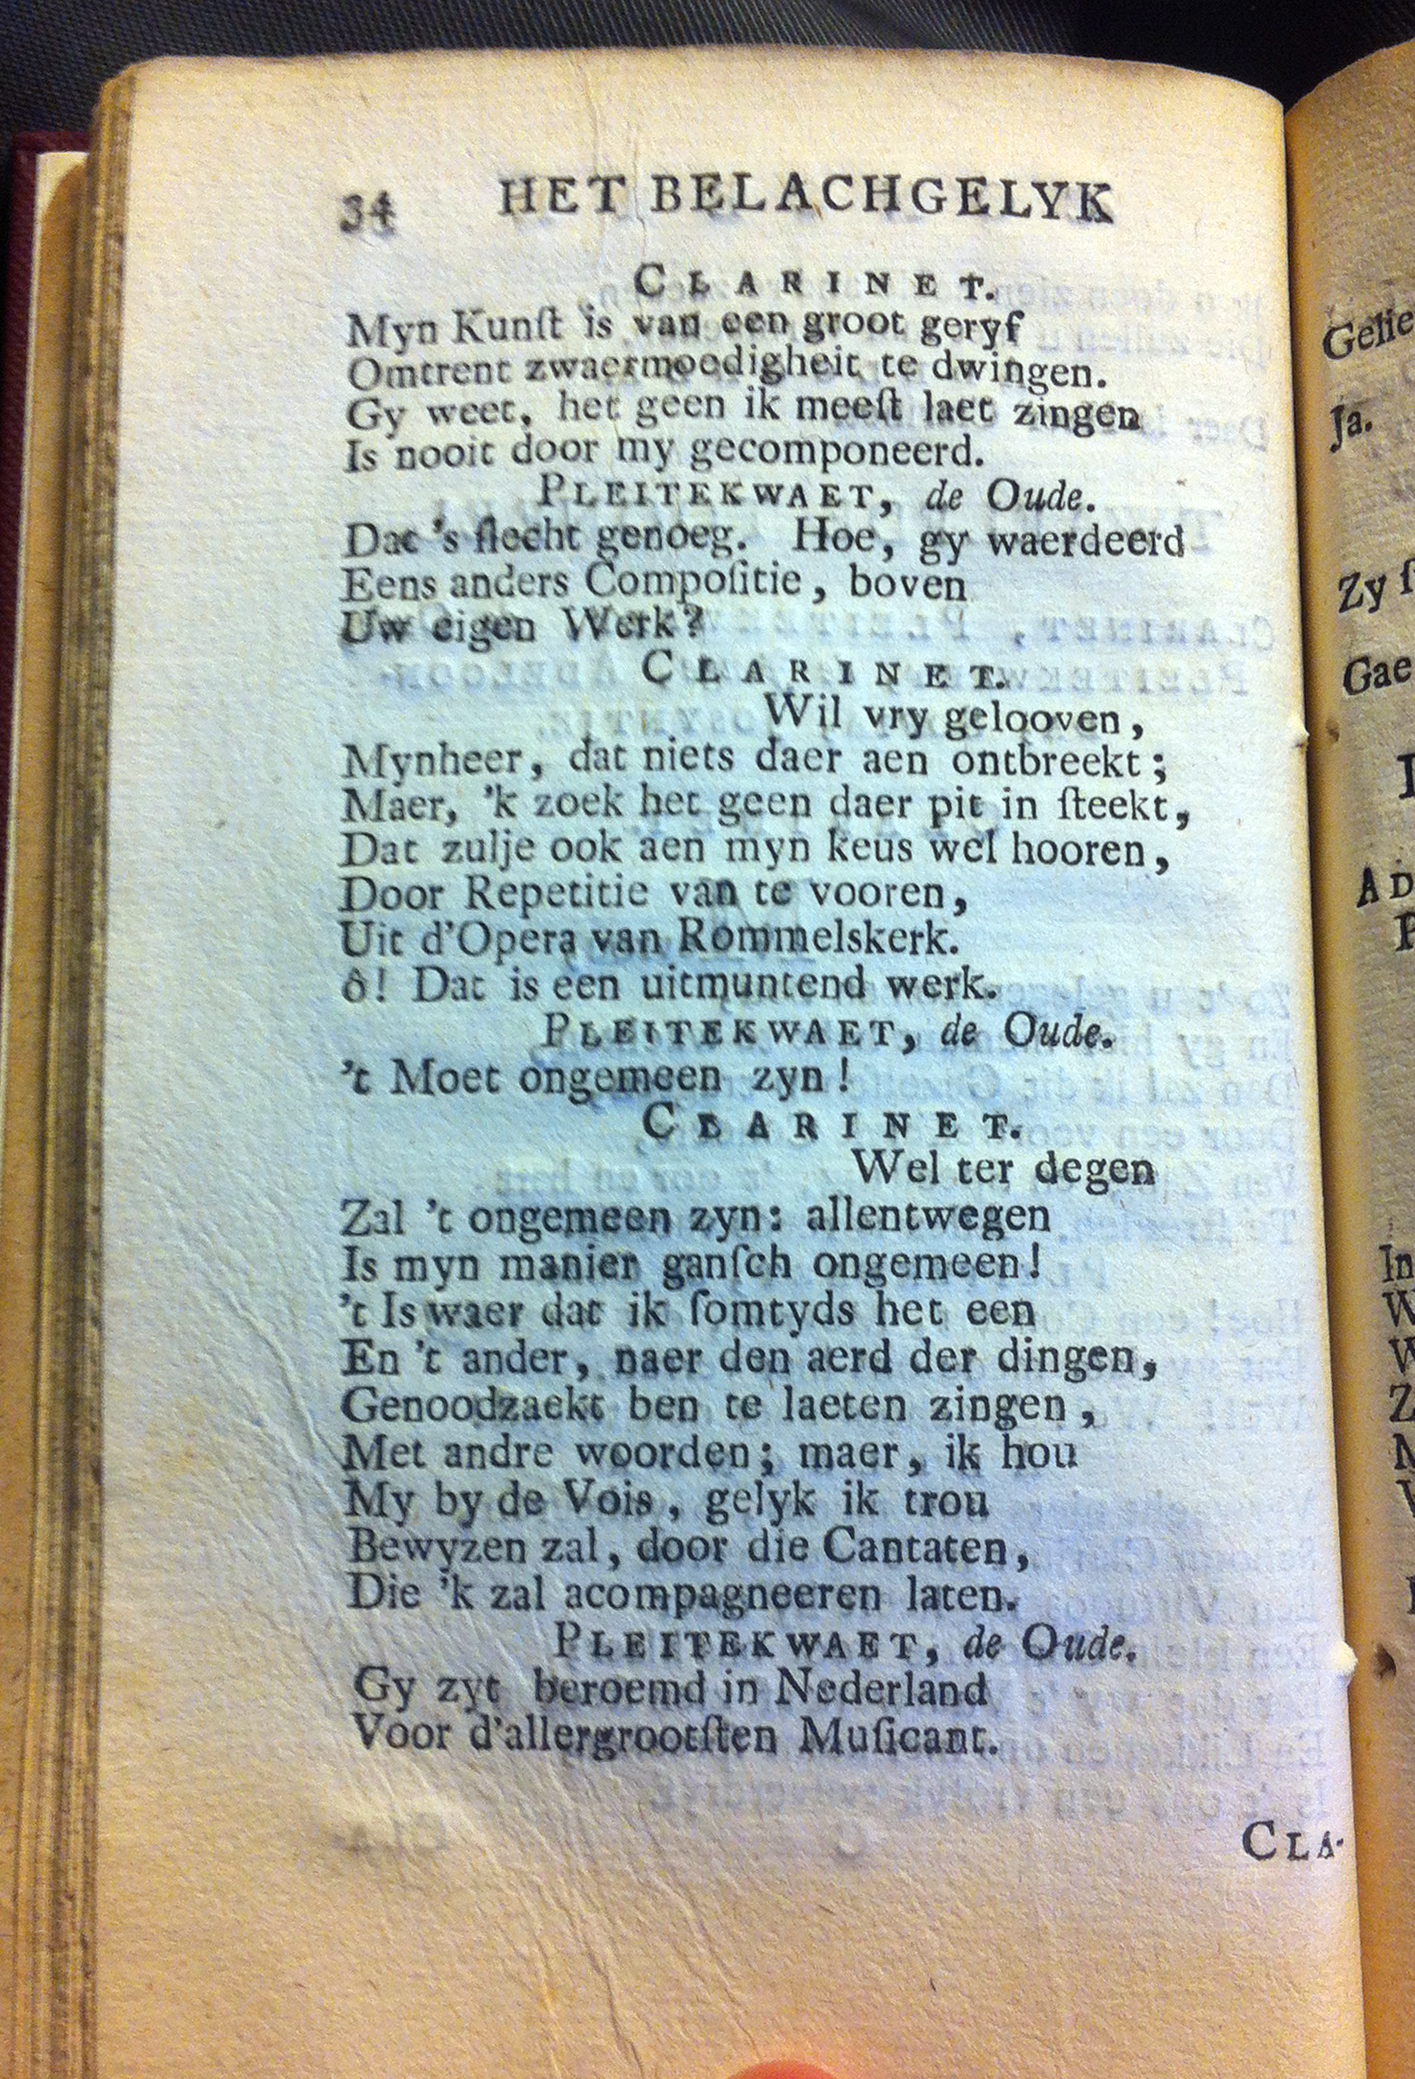 34 HET BELACHGELYK
CLARINET.
Myn Kunſt is van een groot geryf
Omtrent zwaermoedigheit te dwingen.
Gy weet, het geen ik meeſt laet zingen
Is nooit door my gecomponeerd.
PLEITEKWAET, de Oude.
Dat 's ſlecht genoeg. Hoe, gy waerdeerd
Eens anders Compoſitie, boven
Uw eigen Werk?
CLARINET.
Wil vry gelooven,
Mynheer, dat niets daer aen ontbreekt;
Maer, 'k zoek het geen daer pit in ſteekt,
Dat zulje ook aen myn keus wel hooren,
Door Repetitie van te vooren,
Uit d'Opera van Rommelskerk.
ô! Dat is een uitmuntend werk.
PLEITEKWAET, de Oude.
't Moet ongemeen zyn!
CLARINET.
Wel ter degen
Zal 't ongemeen zyn: allentwegen
Is myn manier ganſch ongemeen!
't Is waer dat ik ſomtyds het een
En 't ander, naer den aerd der dingen,
Genoodzaekt ben te laeten zingen,
Met andre woorden; maer, ik hou
My by de Vois, gelyk ik trou
Bewyzen zal, door die Cantaten,
Die 'k zal acompagneeren laten.
PLEITEKWAET, de Oude.
Gy zyt beroemd in Nederland
Voor d'allergrootſten Muſicant.
CLA-
Gelie
Ja.
Zy ſ
Gae
AD
In
W
W
Z
M